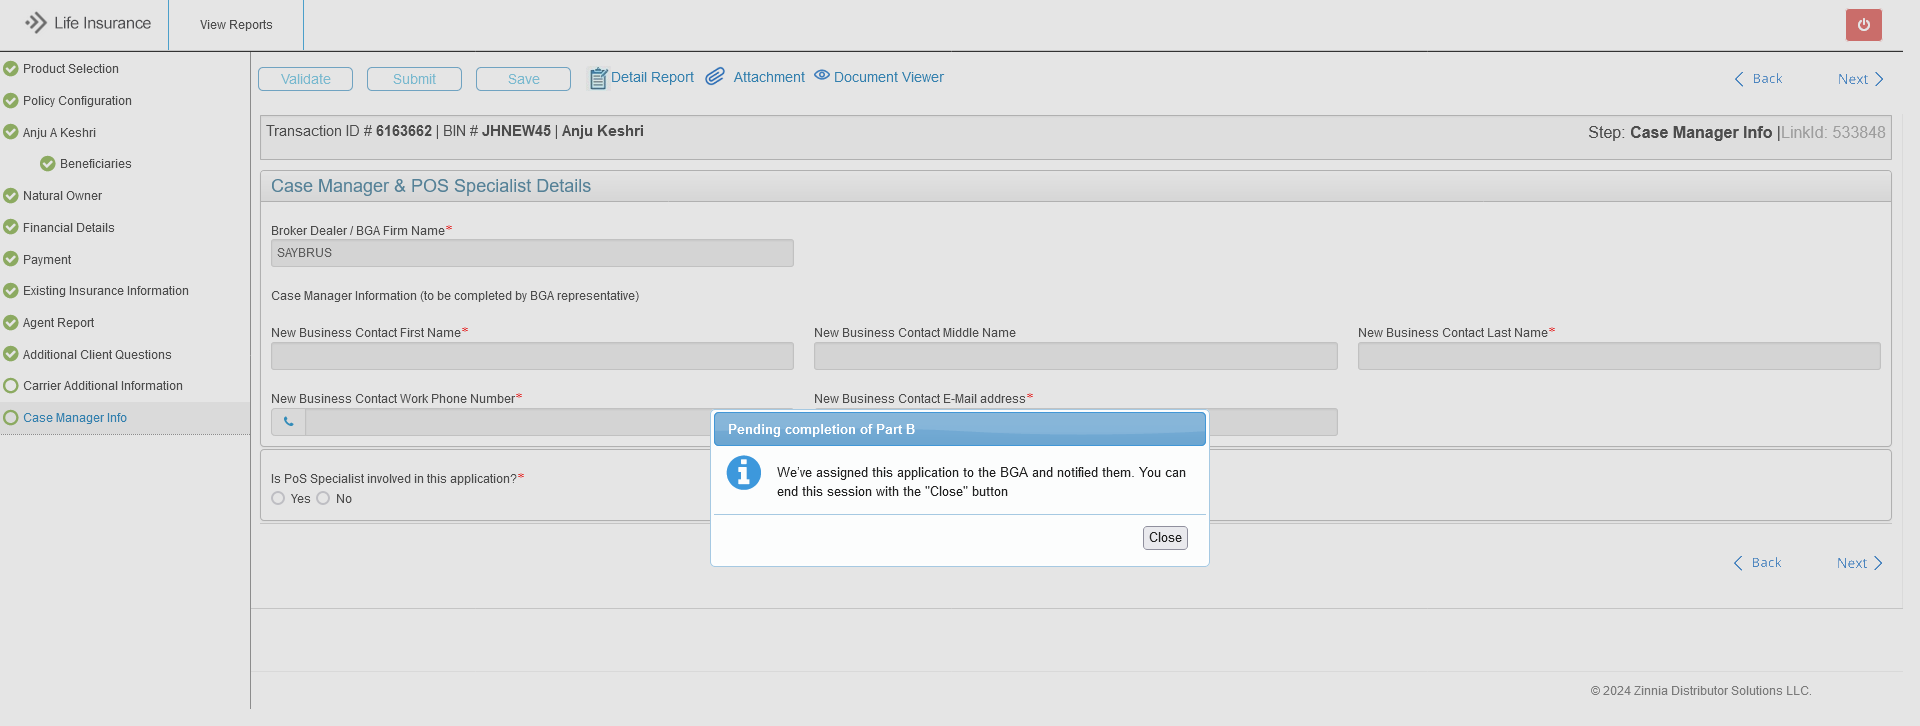 Life Insurance
View Reports
Product Selection
Policy Configuration
Anju A Keshri
Beneficiaries
Natural Owner
Financial Details
Payment
Existing Insurance Information
Agent Report
Additional Client Questions
Carrier Additional Information
Case Manager Info
Validate Submit Save Detail Report Attachment Document Viewer Back Next
Transaction ID # 6163662 | BIN # JHNEW45 | Anju Keshri
Step: Case Manager Info |LinkId: 533848
Case Manager & POS Specialist Details
Broker Dealer / BGA Firm Name*
SAYBRUS
Case Manager Information (to be completed by BGA representative)
New Business Contact First Name* New Business Contact Middle Name New Business Contact Last Name*
New Business Contact Work Phone Number* New Business Contact E-Mail address*
Is PoS Specialist involved in this application?*
Yes No
Pending completion of Part B
We've assigned this application to the BGA and notified them. You can
end this session with the "Close" button
Close
Back Next
© 2024 Zinnia Distributor Solutions LLC.